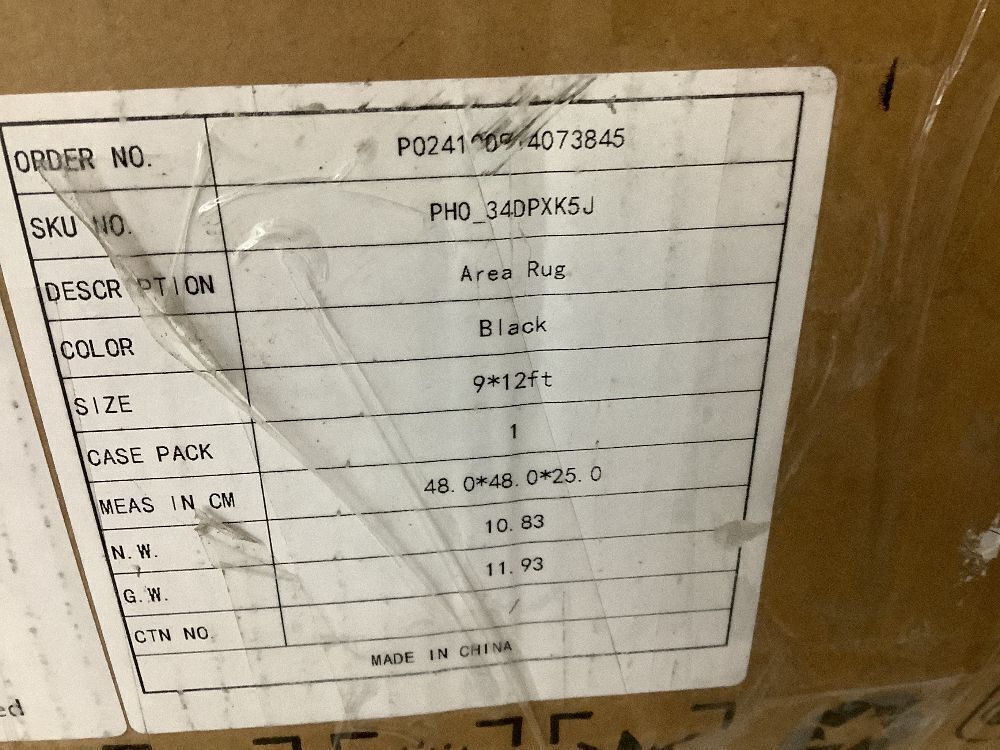 ORDER NO.
SKU NO. PHO_34DPXK5J
DESCRIPTION Area Rug
COLOR Black
SIZE 9*12ft
CASE PACK 1
MEAS IN CM 48.0*48.0*25.0
N.W. 10.83
G.W. 11.93
CTN NO. /
MADE IN CHINA